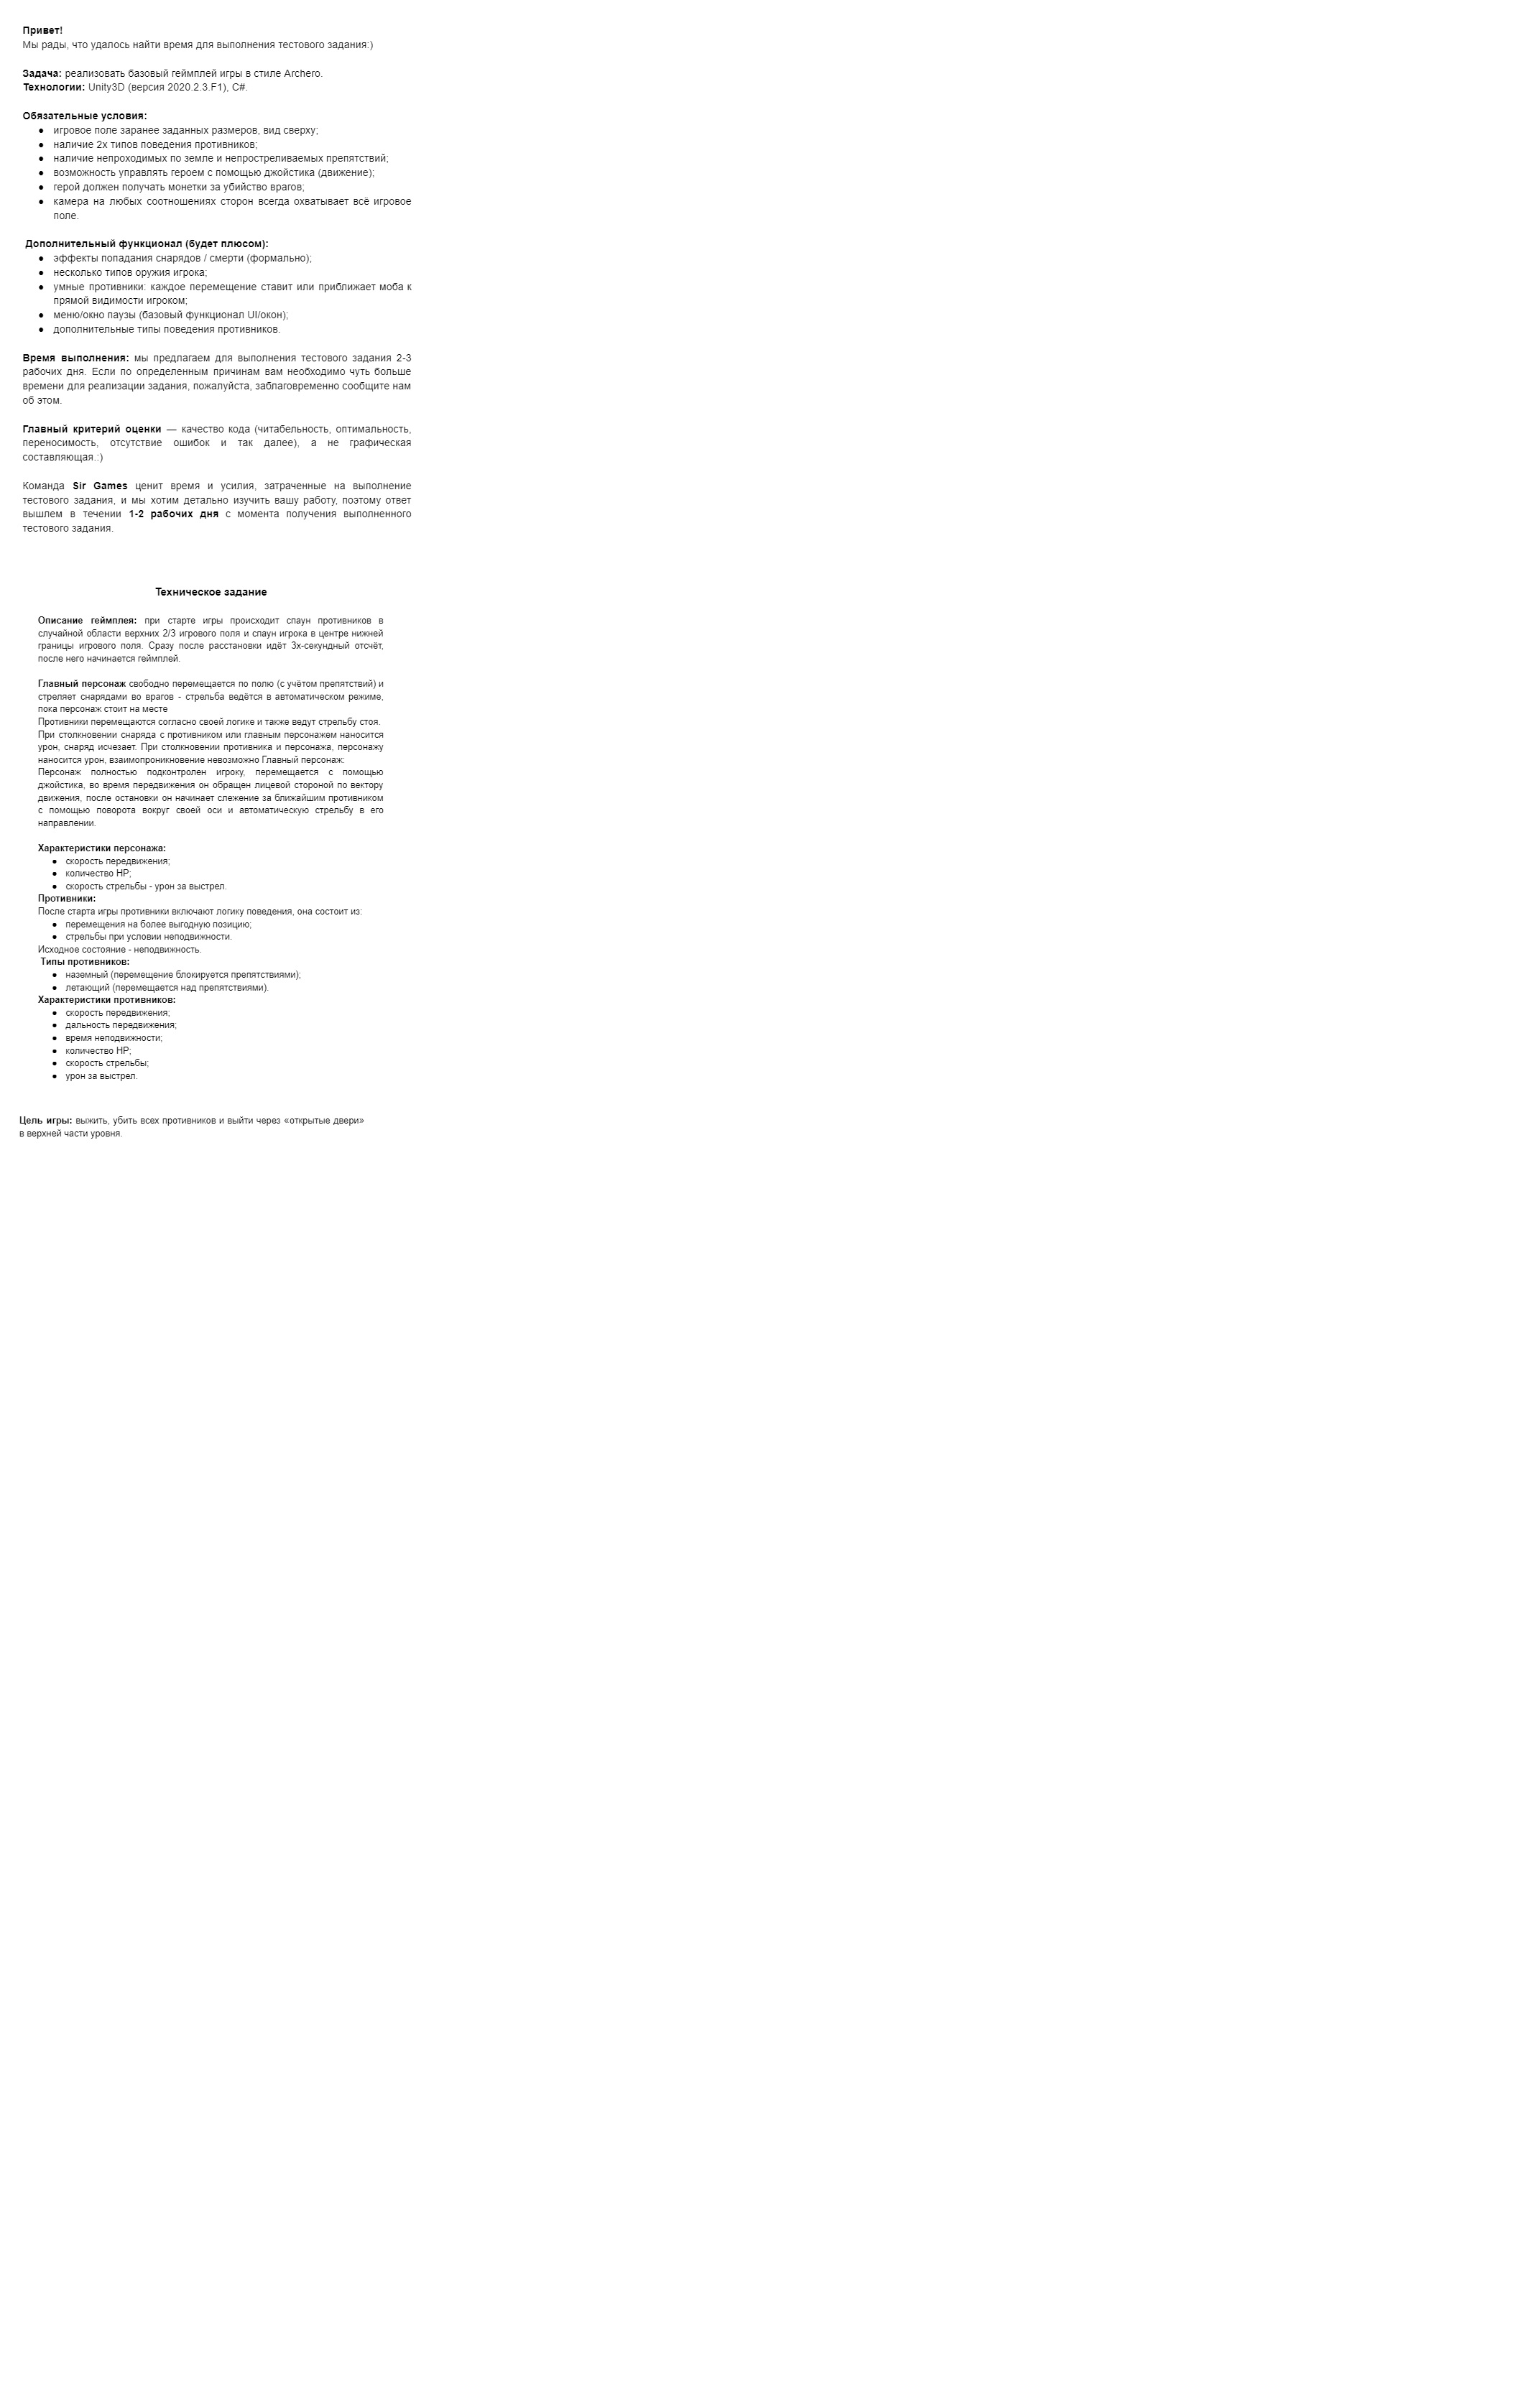 Привет!
Мы рады, что удалось найти время для выполнения тестового задания:)
Задача: реализовать базовый геймплей игры в стиле Archero.
Технологии: Unity3D (версия 2020.2.3.F1), C#.
Обязательные условия:
● игровое поле заранее заданных размеров, вид сверху;
● наличие 2х типов поведения противников;
● наличие непроходимых по земле и непростреливаемых препятствий;
● возможность управлять героем с помощью джойстика (движение);
● герой должен получать монетки за убийство врагов;
● камера на любых соотношениях сторон всегда охватывает всё игровое
поле.
Дополнительный функционал (будет плюсом):
● эффекты попадания снарядов / смерти (формально);
● несколько типов оружия игрока;
● умные противники: каждое перемещение ставит или приближает моба к
прямой видимости игроком;
● меню/окно паузы (базовый функционал UI/окон);
● дополнительные типы поведения противников.
Время выполнения: мы предлагаем для выполнения тестового задания 2-3
рабочих дня. Если по определенным причинам вам необходимо чуть больше
времени для реализации задания, пожалуйста, заблаговременно сообщите нам
об этом.
Главный критерий оценки — качество кода (читабельность, оптимальность,
переносимость, отсутствие ошибок и так далее), а не графическая
составляющая.:)
Команда Sir Games ценит время и усилия, затраченные на выполнение
тестового задания, и мы хотим детально изучить вашу работу, поэтому ответ
вышлем в течении 1-2 рабочих дня с момента получения выполненного
тестового задания.
Техническое задание
Описание геймплея: при старте игры происходит спаун противников в
случайной области верхних 2/3 игрового поля и спаун игрока в центре нижней
границы игрового поля. Сразу после расстановки идёт 3х-секундный отсчёт,
после него начинается геймплей.
Главный персонаж свободно перемещается по полю (с учётом препятствий) и
стреляет снарядами во врагов - стрельба ведётся в автоматическом режиме,
пока персонаж стоит на месте
Противники перемещаются согласно своей логике и также ведут стрельбу стоя.
При столкновении снаряда с противником или главным персонажем наносится
урон, снаряд исчезает. При столкновении противника и персонажа, персонажу
наносится урон, взаимопроникновение невозможно Главный персонаж:
Персонаж полностью подконтролен игроку, перемещается с помощью
джойстика, во время передвижения он обращен лицевой стороной по вектору
движения, после остановки он начинает слежение за ближайшим противником
с помощью поворота вокруг своей оси и автоматическую стрельбу в его
направлении.
Характеристики персонажа:
● скорость передвижения;
● количество HP;
● скорость стрельбы - урон за выстрел.
Противники:
После старта игры противники включают логику поведения, она состоит из:
● перемещения на более выгодную позицию;
● стрельбы при условии неподвижности.
Исходное состояние - неподвижность.
Типы противников:
● наземный (перемещение блокируется препятствиями);
● летающий (перемещается над препятствиями).
Характеристики противников:
● скорость передвижения;
● дальность передвижения;
● время неподвижности;
● количество HP;
● скорость стрельбы;
● урон за выстрел.
Цель игры: выжить, убить всех противников и выйти через «открытые двери»
в верхней части уровня.